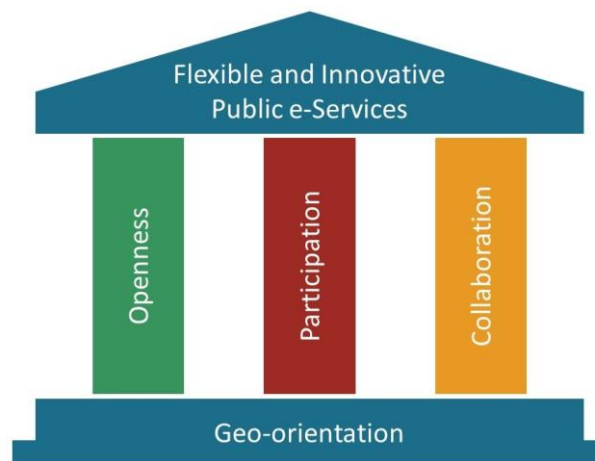 Flexible and Innovative
Public e-Services
Openness
Participation
Collaboration
Geo-orientation